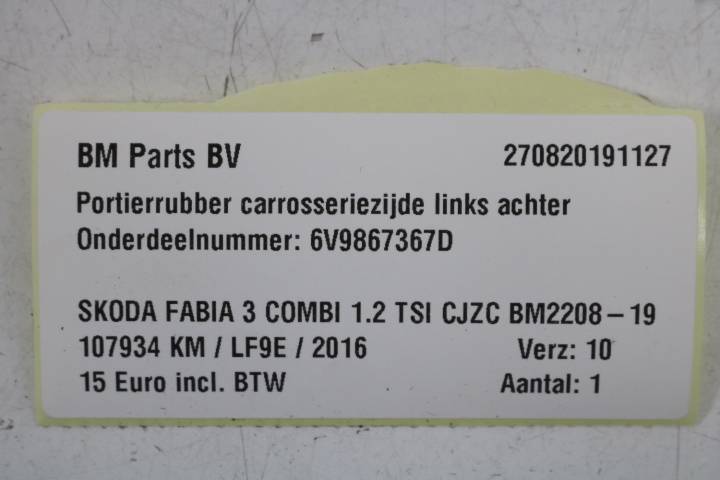 BM Parts BV 270820191127
Portierrubber carrosseriezijde links achter
Onderdeelnummer: 6V9867367D
SKODA FABIA 3 COMBI 1.2 TSI CJZC BM2208-19
107934 KM / LF9E / 2016 Verz: 10
15 Euro incl. BTW Aantal: 1